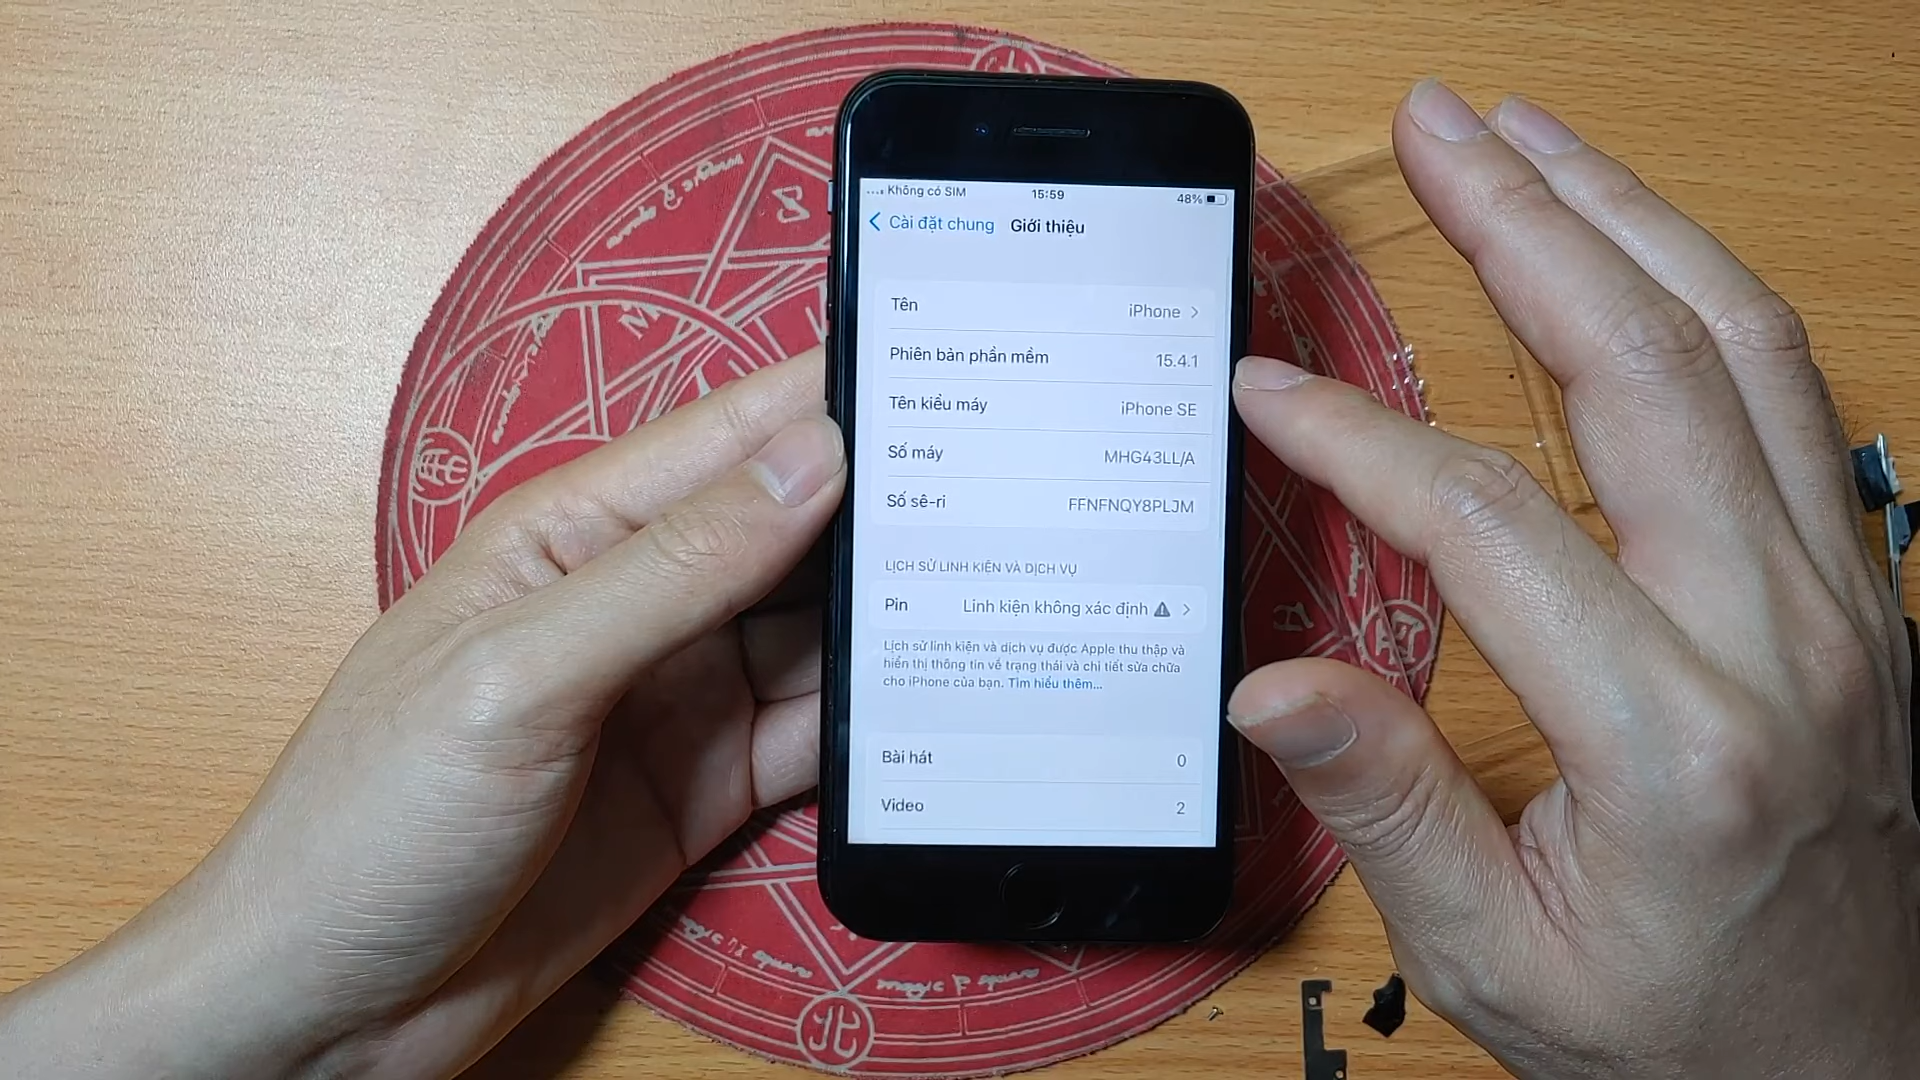 Không có SIM 15:59 48%
Cài đặt chung Giới thiệu
Tên iPhone
Phiên bản phần mềm 15.4.1
Tên kiểu máy iPhone SE
Số máy MHG43LL/A
Số sê-ri FFNFNQY8PLJM
LỊCH SỬ LINH KIỆN VÀ DỊCH VỤ
Pin Linh kiện không xác định
Lịch sử linh kiện và dịch vụ được Apple thu thập và
hiển thị thông tin về trạng thái và chi tiết sửa chữa
cho iPhone của bạn. Tìm hiểu thêm...
Bài hát 0
Video 2
magic square
北